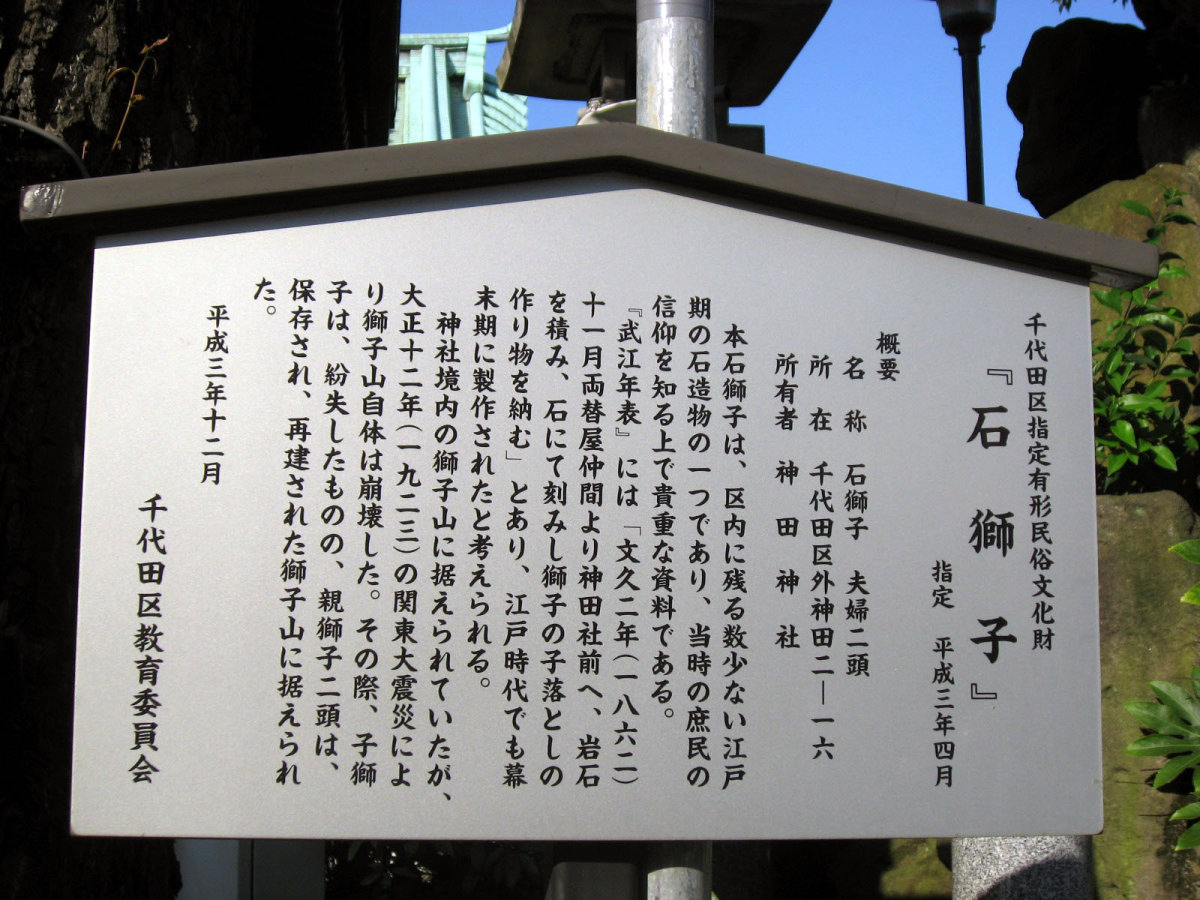 千代田区指定有形民俗文化財
『石獅子』
指定　平成三年四月
概要
名　称　石獅子　夫婦二頭
所　在　千代田区外神田二―一六
所有者　神田神社
本石獅子は、区内に残る数少ない江戸
期の石造物の一つであり、当時の庶民の
信仰を知る上で貴重な資料である。
『武江年表』には「文久二年(一八六二)
十一月両替屋仲間より神田社前へ、岩石
を積み、石にて刻みし獅子の子落としの
作り物を納む」とあり、江戸時代でも幕
末期に製作されたと考えられる。
神社境内の獅子山に据えられていたが、
大正十二年(一九二三)の関東大震災によ
り獅子山自体は崩壊した。その際、子獅
子は、紛失したものの、親獅子二頭は、
保存され、再建された獅子山に据えられ
た。
平成三年十二月
千代田区教育委員会